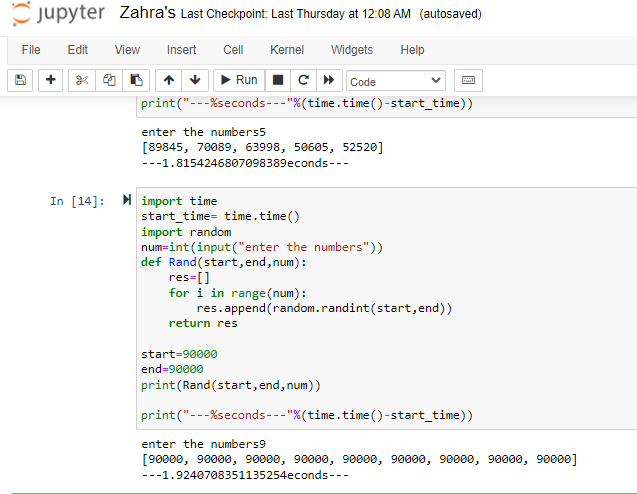 jupyter Zahra's Last Checkpoint: Last Thursday at 12:08 AM (autosaved)
File Edit View Insert Cell Kernel Widgets Help
Run Code
print("---%seconds---"%(time.time()-start_time))
enter the numbers5
[89845, 70089, 63998, 50605, 52520]
---1.8154246807098389econds---
In [14]:
import time
start_time= time.time()
import random
num=int(input("enter the numbers"))
def Rand(start,end,num):
    res=[]
    for i in range(num):
        res.append(random.randint(start,end))
    return res
start=90000
end=90000
print(Rand(start,end,num))
print("---%seconds---"%(time.time()-start_time))
enter the numbers9
[90000, 90000, 90000, 90000, 90000, 90000, 90000, 90000, 90000]
---1.9240708351135254econds---